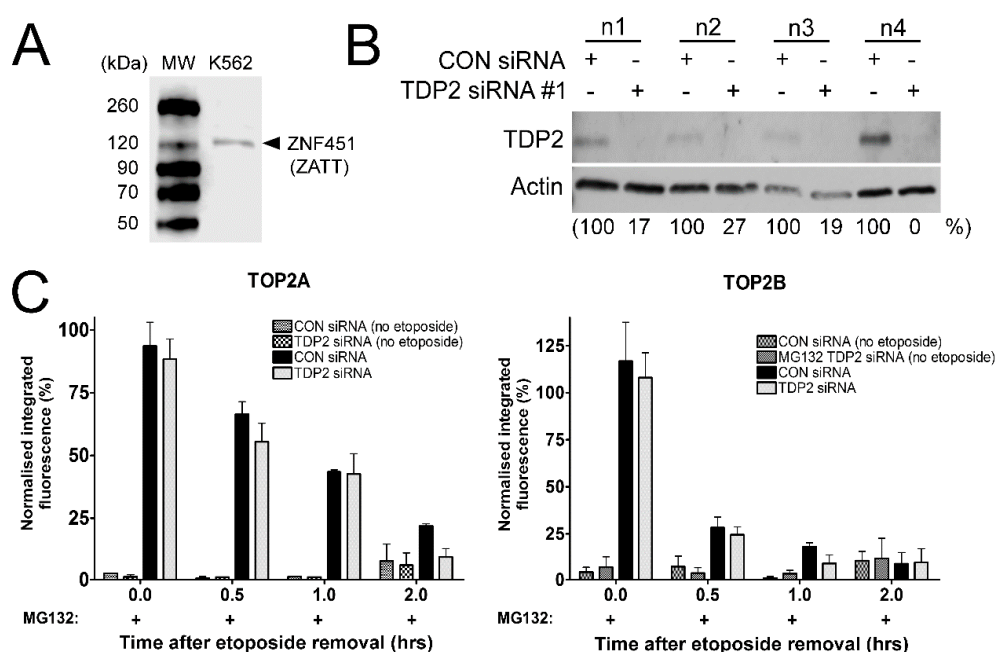 A
(kDa) MW K562
260
120
90
70
50
ZNF451
(ZATT)
B
n1 n2 n3 n4
CON siRNA + - + - + - + -
TDP2 siRNA #1 - + - + - + - +
TDP2
Actin
(100 17 100 27 100 19 100 0 %)
C
TOP2A
Normalised integrated
fluorescence (%)
100
75
50
25
0
CON siRNA (no etoposide)
TDP2 siRNA (no etoposide)
CON siRNA
TDP2 siRNA
0.0 0.5 1.0 2.0
MG132: + + + +
Time after etoposide removal (hrs)
TOP2B
Normalised integrated
fluorescence (%)
125
100
75
50
25
0
CON siRNA (no etoposide)
MG132 TDP2 siRNA (no etoposide)
CON siRNA
TDP2 siRNA
0.0 0.5 1.0 2.0
MG132: + + + +
Time after etoposide removal (hrs)